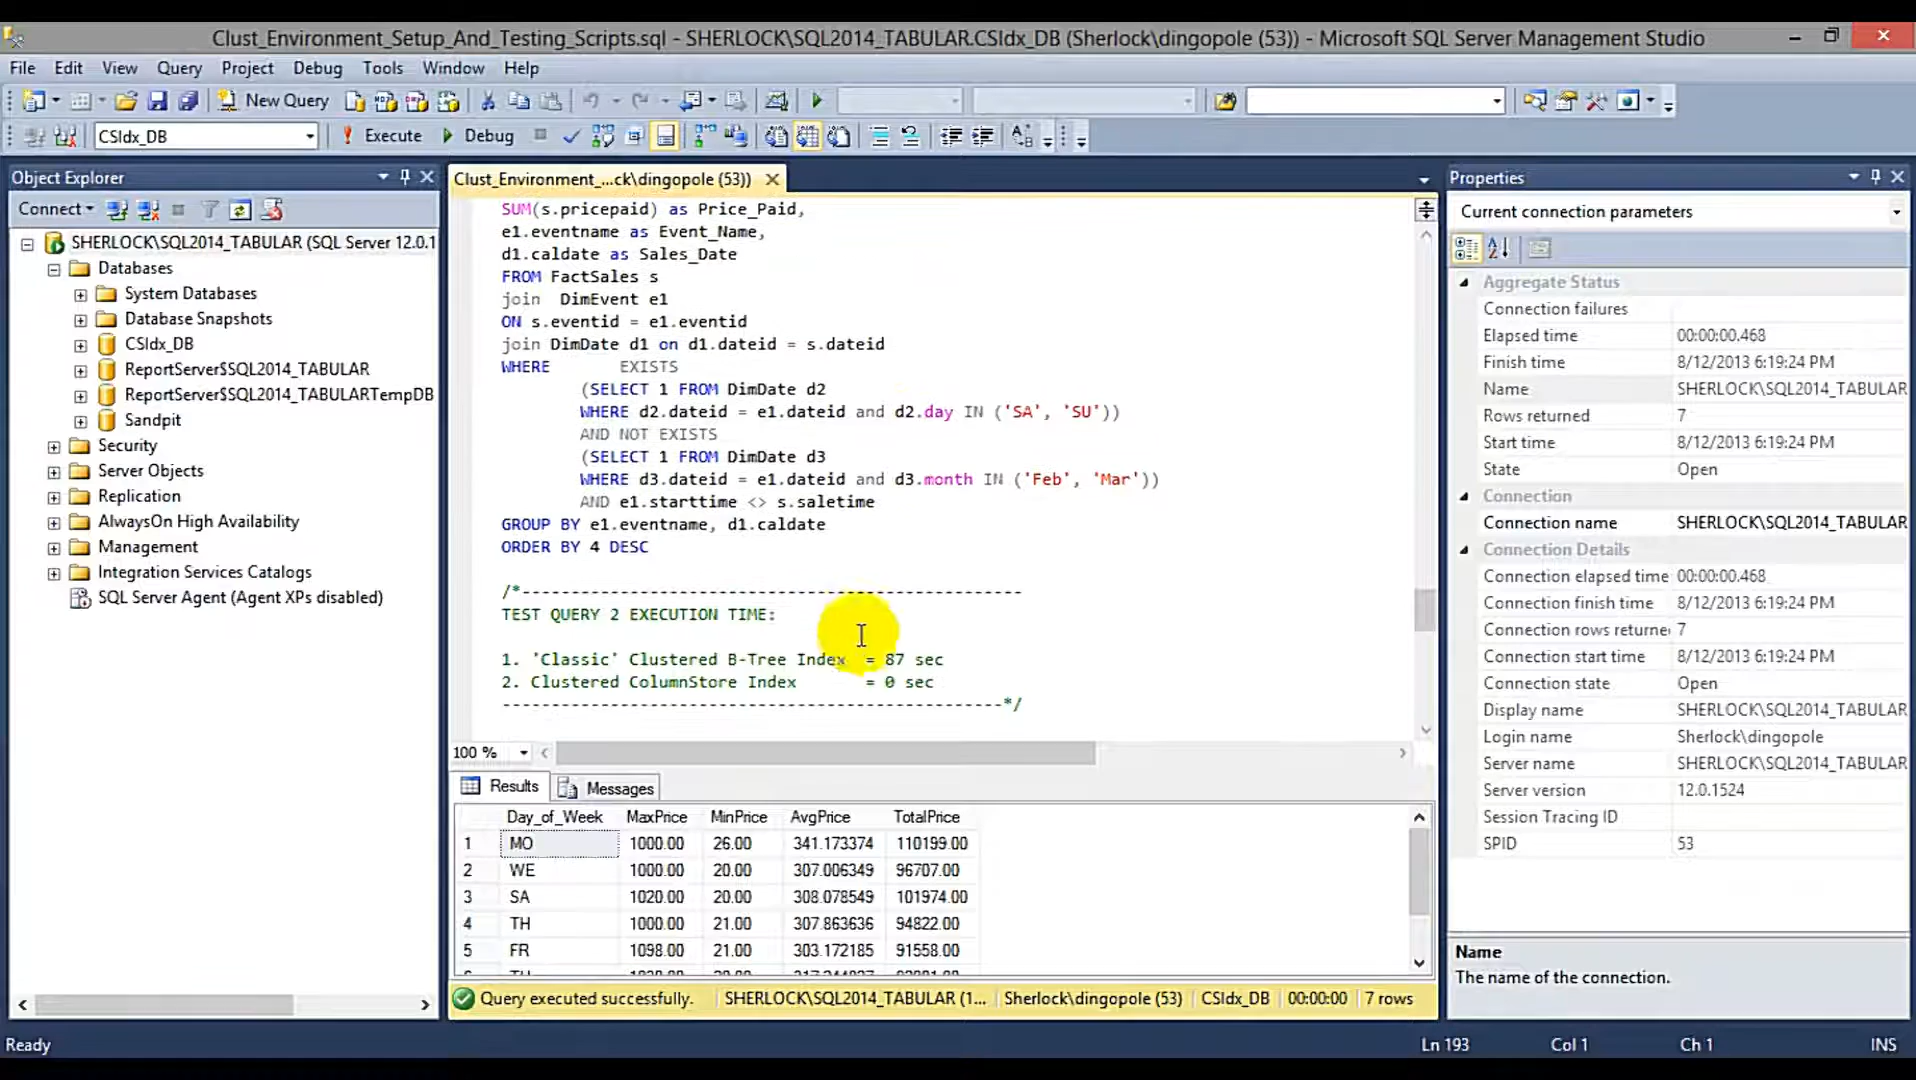 Clust_Environment_Setup_And_Testing_Scripts.sql - SHERLOCK\SQL2014_TABULAR.CSIdx_DB (Sherlock\dingopole (53)) - Microsoft SQL Server Management Studio
File Edit View Query Project Debug Tools Window Help
New Query
CSIdx_DB Execute Debug
Object Explorer
Connect
SHERLOCK\SQL2014_TABULAR (SQL Server 12.0.1
Databases
System Databases
Database Snapshots
CSIdx_DB
ReportServer$SQL2014_TABULAR
ReportServer$SQL2014_TABULARTempDB
Sandpit
Security
Server Objects
Replication
AlwaysOn High Availability
Management
Integration Services Catalogs
SQL Server Agent (Agent XPs disabled)
Clust_Environment_...ck\dingopole (53))
SUM(s.pricepaid) as Price_Paid,
e1.eventname as Event_Name,
d1.caldate as Sales_Date
FROM FactSales s
join DimEvent e1
ON s.eventid = e1.eventid
join DimDate d1 on d1.dateid = s.dateid
WHERE EXISTS
(SELECT 1 FROM DimDate d2
WHERE d2.dateid = e1.dateid and d2.day IN ('SA', 'SU'))
AND NOT EXISTS
(SELECT 1 FROM DimDate d3
WHERE d3.dateid = e1.dateid and d3.month IN ('Feb', 'Mar'))
AND e1.starttime <> s.saletime
GROUP BY e1.eventname, d1.caldate
ORDER BY 4 DESC
/*---------------------------------------------------
TEST QUERY 2 EXECUTION TIME:
1. 'Classic' Clustered B-Tree Index = 87 sec
2. Clustered ColumnStore Index = 0 sec
---------------------------------------------------*/
100 %
Results Messages
Day_of_Week MaxPrice MinPrice AvgPrice TotalPrice
1 MO 1000.00 26.00 341.173374 110199.00
2 WE 1000.00 20.00 307.006349 96707.00
3 SA 1020.00 20.00 308.078549 101974.00
4 TH 1000.00 21.00 307.863636 94822.00
5 FR 1098.00 21.00 303.172185 91558.00
Query executed successfully. SHERLOCK\SQL2014_TABULAR (1... Sherlock\dingopole (53) CSIdx_DB 00:00:00 7 rows
Properties
Current connection parameters
Aggregate Status
Connection failures
Elapsed time 00:00:00.468
Finish time 8/12/2013 6:19:24 PM
Name SHERLOCK\SQL2014_TABULAR
Rows returned 7
Start time 8/12/2013 6:19:24 PM
State Open
Connection
Connection name SHERLOCK\SQL2014_TABULAR
Connection Details
Connection elapsed time 00:00:00.468
Connection finish time 8/12/2013 6:19:24 PM
Connection rows returned 7
Connection start time 8/12/2013 6:19:24 PM
Connection state Open
Display name SHERLOCK\SQL2014_TABULAR
Login name Sherlock\dingopole
Server name SHERLOCK\SQL2014_TABULAR
Server version 12.0.1524
Session Tracing ID
SPID 53
Name
The name of the connection.
Ready Ln 193 Col 1 Ch 1 INS